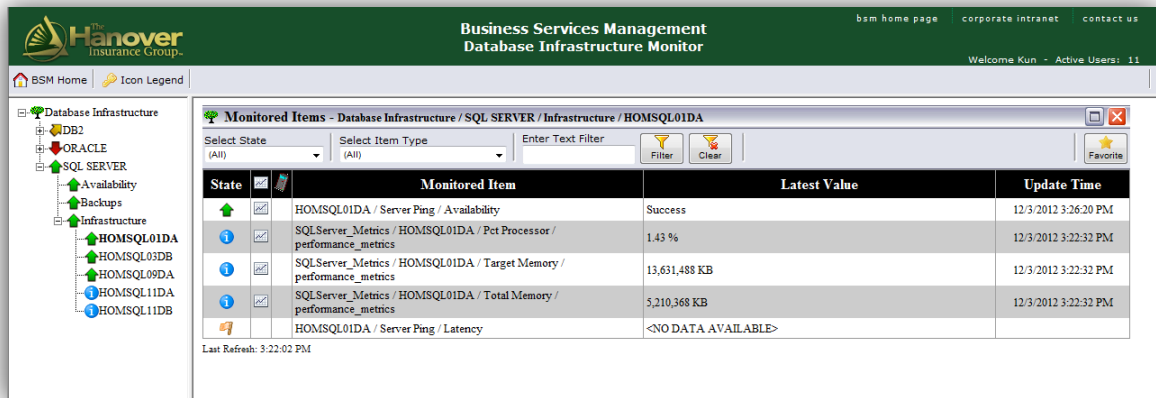 The
Hanover
Insurance Group™
Business Services Management
Database Infrastructure Monitor
bsm home page corporate intranet contact us
Welcome Kun - Active Users: 11
BSM Home Icon Legend
Database Infrastructure
DB2
ORACLE
SQL SERVER
Availability
Backups
Infrastructure
HOMSQL01DA
HOMSQL03DB
HOMSQL09DA
HOMSQL11DA
HOMSQL11DB
Monitored Items - Database Infrastructure / SQL SERVER / Infrastructure / HOMSQL01DA
Select State Select Item Type Enter Text Filter
(All) (All) Filter Clear Favorite
State Monitored Item Latest Value Update Time
HOMSQL01DA / Server Ping / Availability Success 12/3/2012 3:26:20 PM
SQLServer_Metrics / HOMSQL01DA / Pct Processor /
performance_metrics 1.43 % 12/3/2012 3:22:32 PM
SQLServer_Metrics / HOMSQL01DA / Target Memory /
performance_metrics 13,631,488 KB 12/3/2012 3:22:32 PM
SQLServer_Metrics / HOMSQL01DA / Total Memory /
performance_metrics 5,210,368 KB 12/3/2012 3:22:32 PM
HOMSQL01DA / Server Ping / Latency <NO DATA AVAILABLE>
Last Refresh: 3:22:02 PM